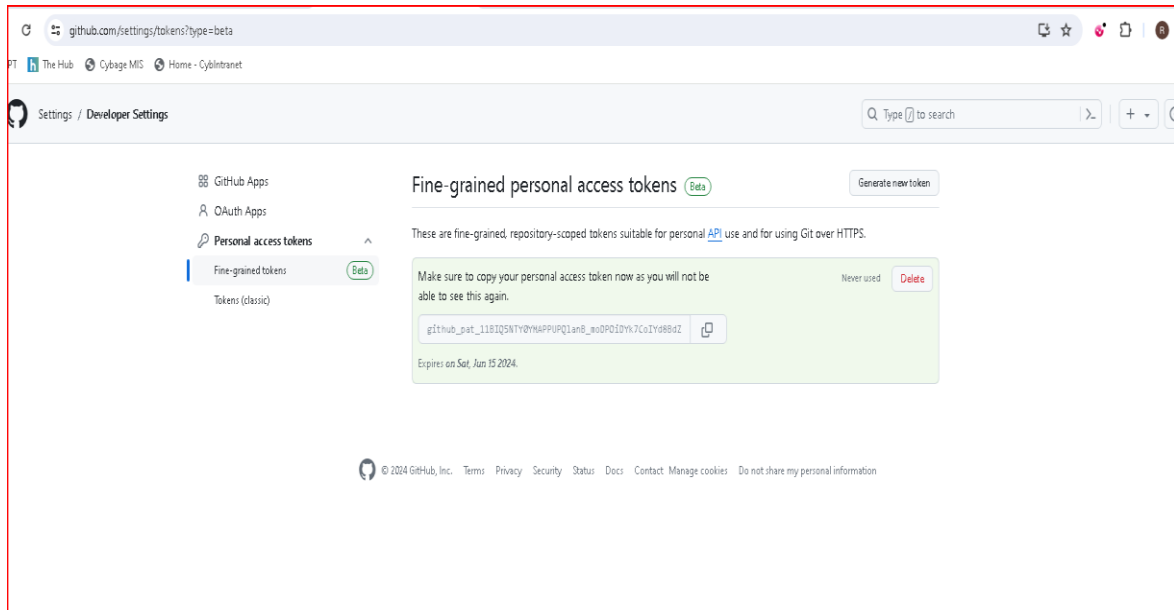 github.com/settings/tokens?type=beta
PT The Hub Cybage MIS Home - CybIntranet
Settings / Developer Settings
Type / to search
GitHub Apps
OAuth Apps
Personal access tokens
Fine-grained tokens Beta
Tokens (classic)
Fine-grained personal access tokens Beta
Generate new token
These are fine-grained, repository-scoped tokens suitable for personal API use and for using Git over HTTPS.
Make sure to copy your personal access token now as you will not be
able to see this again.
Never used Delete
Expires on Sat, Jun 15 2024.
© 2024 GitHub, Inc. Terms Privacy Security Status Docs Contact Manage cookies Do not share my personal information